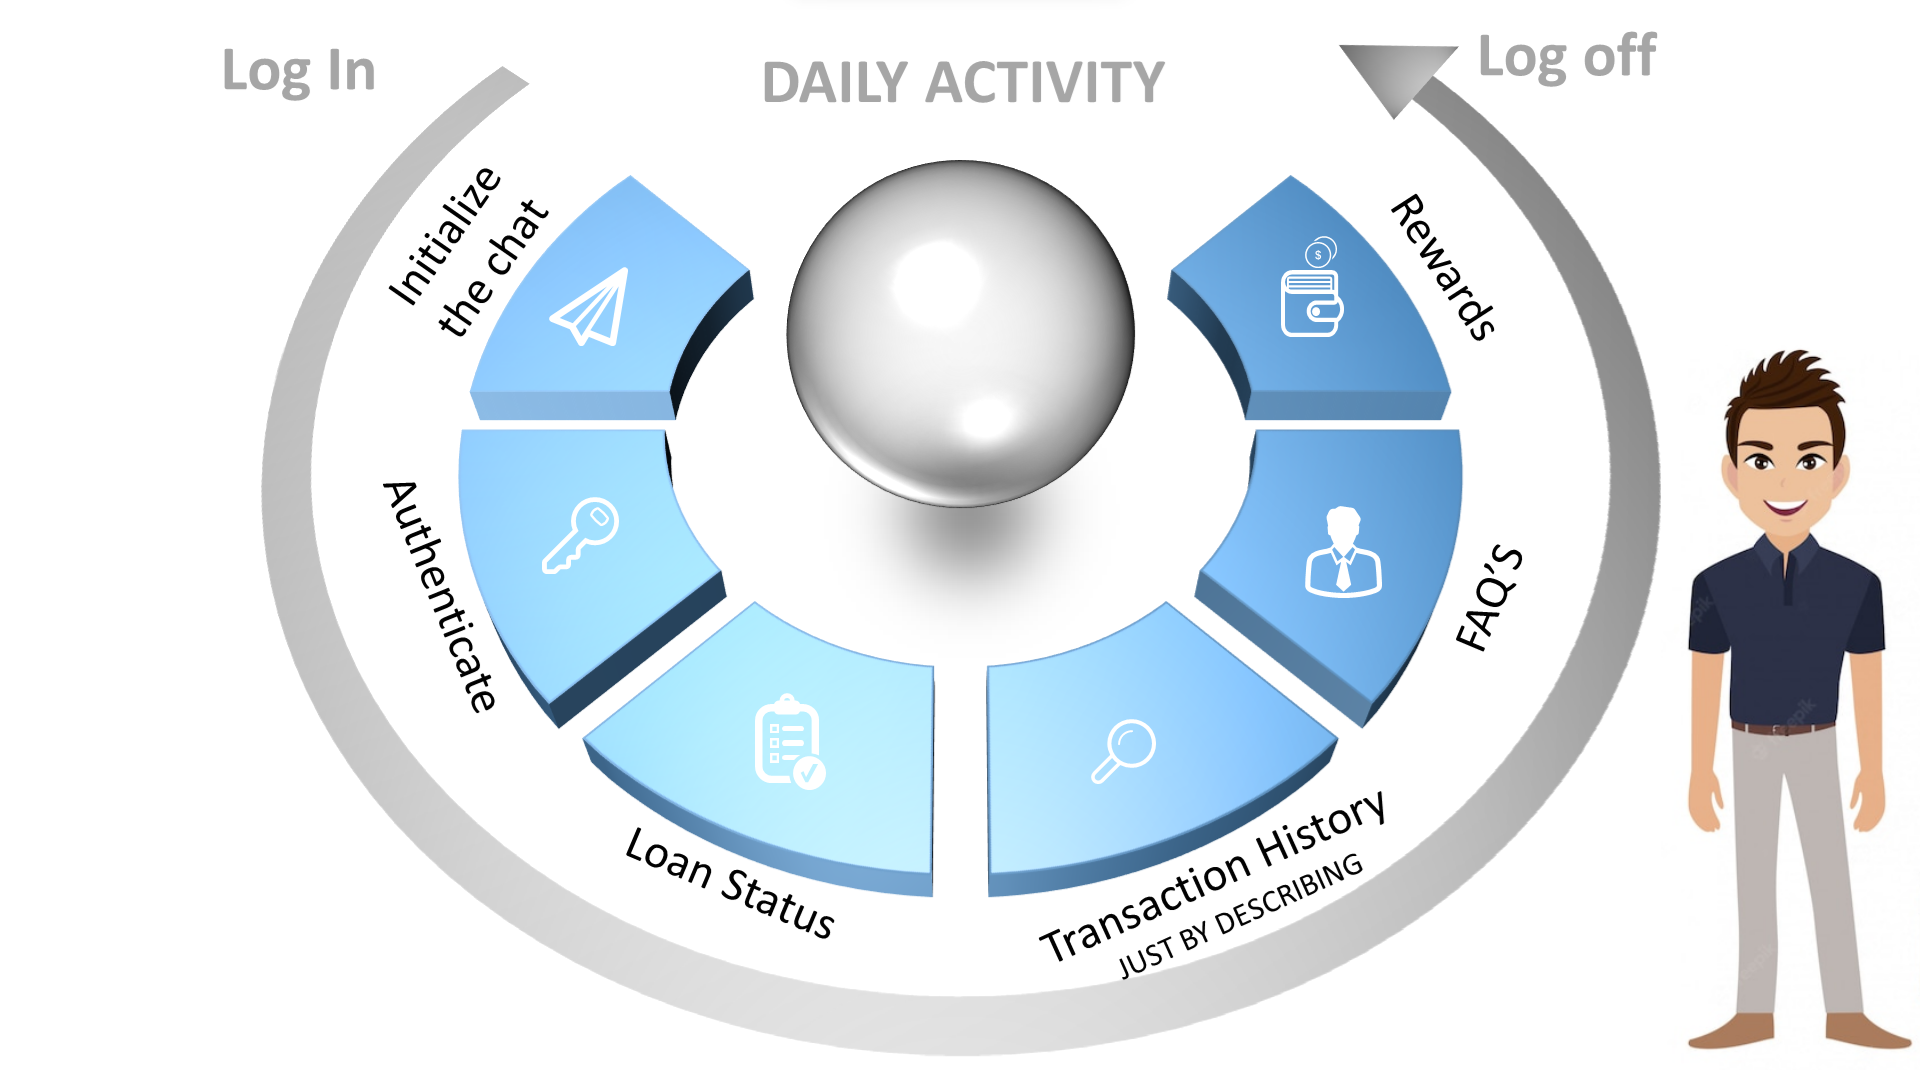 Log In
DAILY ACTIVITY
Log off
Initialize
the chat
Authenticate
Loan Status
Transaction History
JUST BY DESCRIBING
FAQ'S
Rewards
$